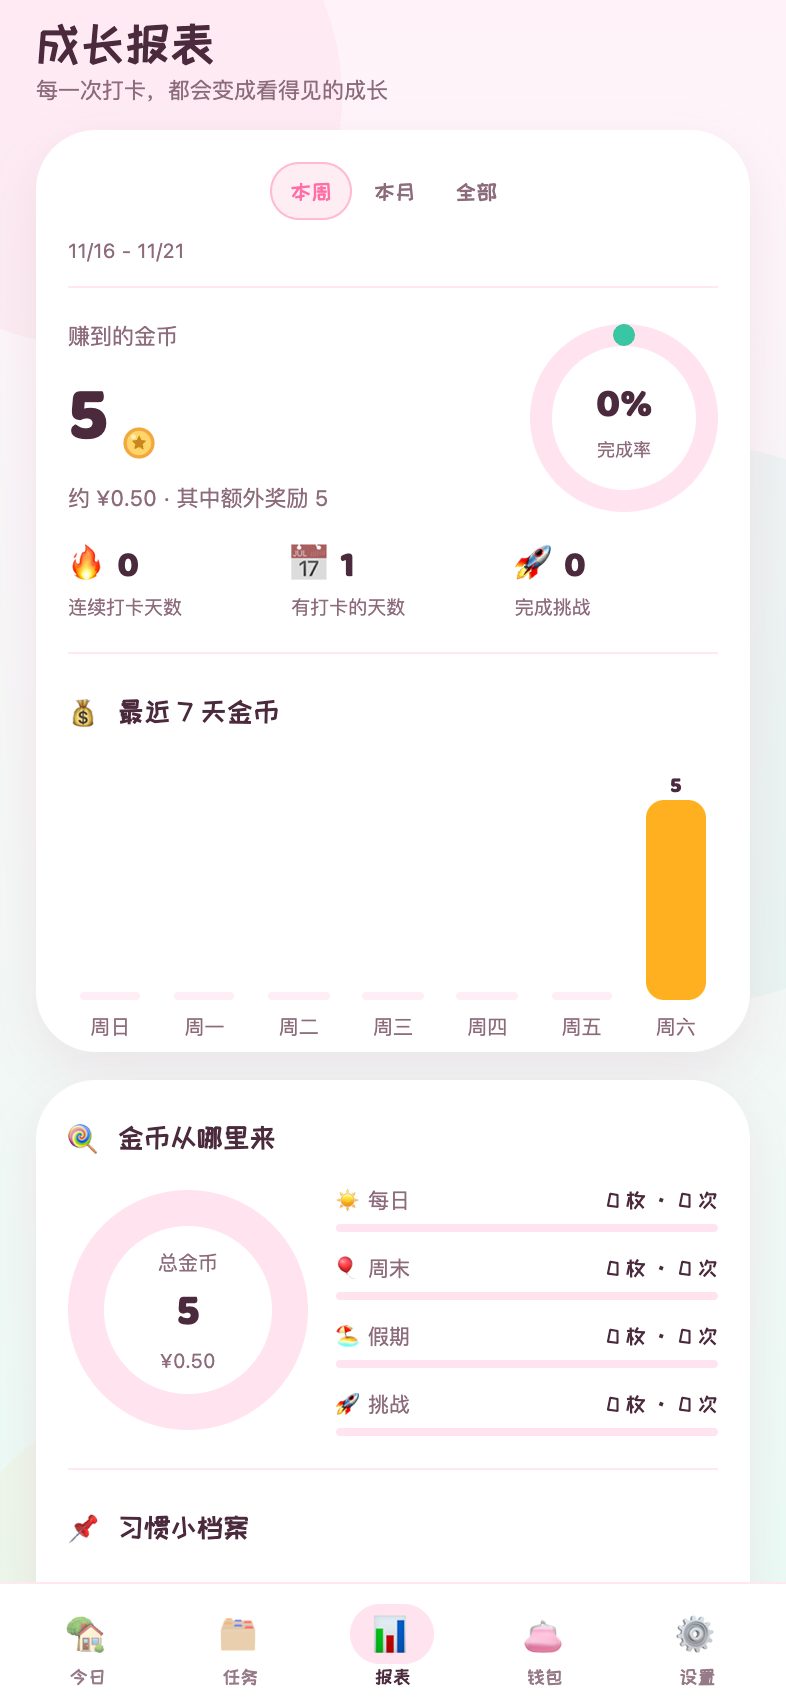 成长报表
每一次打卡，都会变成看得见的成长
本周 本月 全部
11/16 - 11/21
赚到的金币
5
0%
完成率
约 ¥0.50 · 其中额外奖励 5
0
连续打卡天数
JUL
17
1
有打卡的天数
0
完成挑战
最近 7 天金币
5
周日 周一 周二 周三 周四 周五 周六
金币从哪里来
总金币
5
¥0.50
每日 0 枚 · 0 次
周末 0 枚 · 0 次
假期 0 枚 · 0 次
挑战 0 枚 · 0 次
习惯小档案
今日 任务 报表 钱包 设置